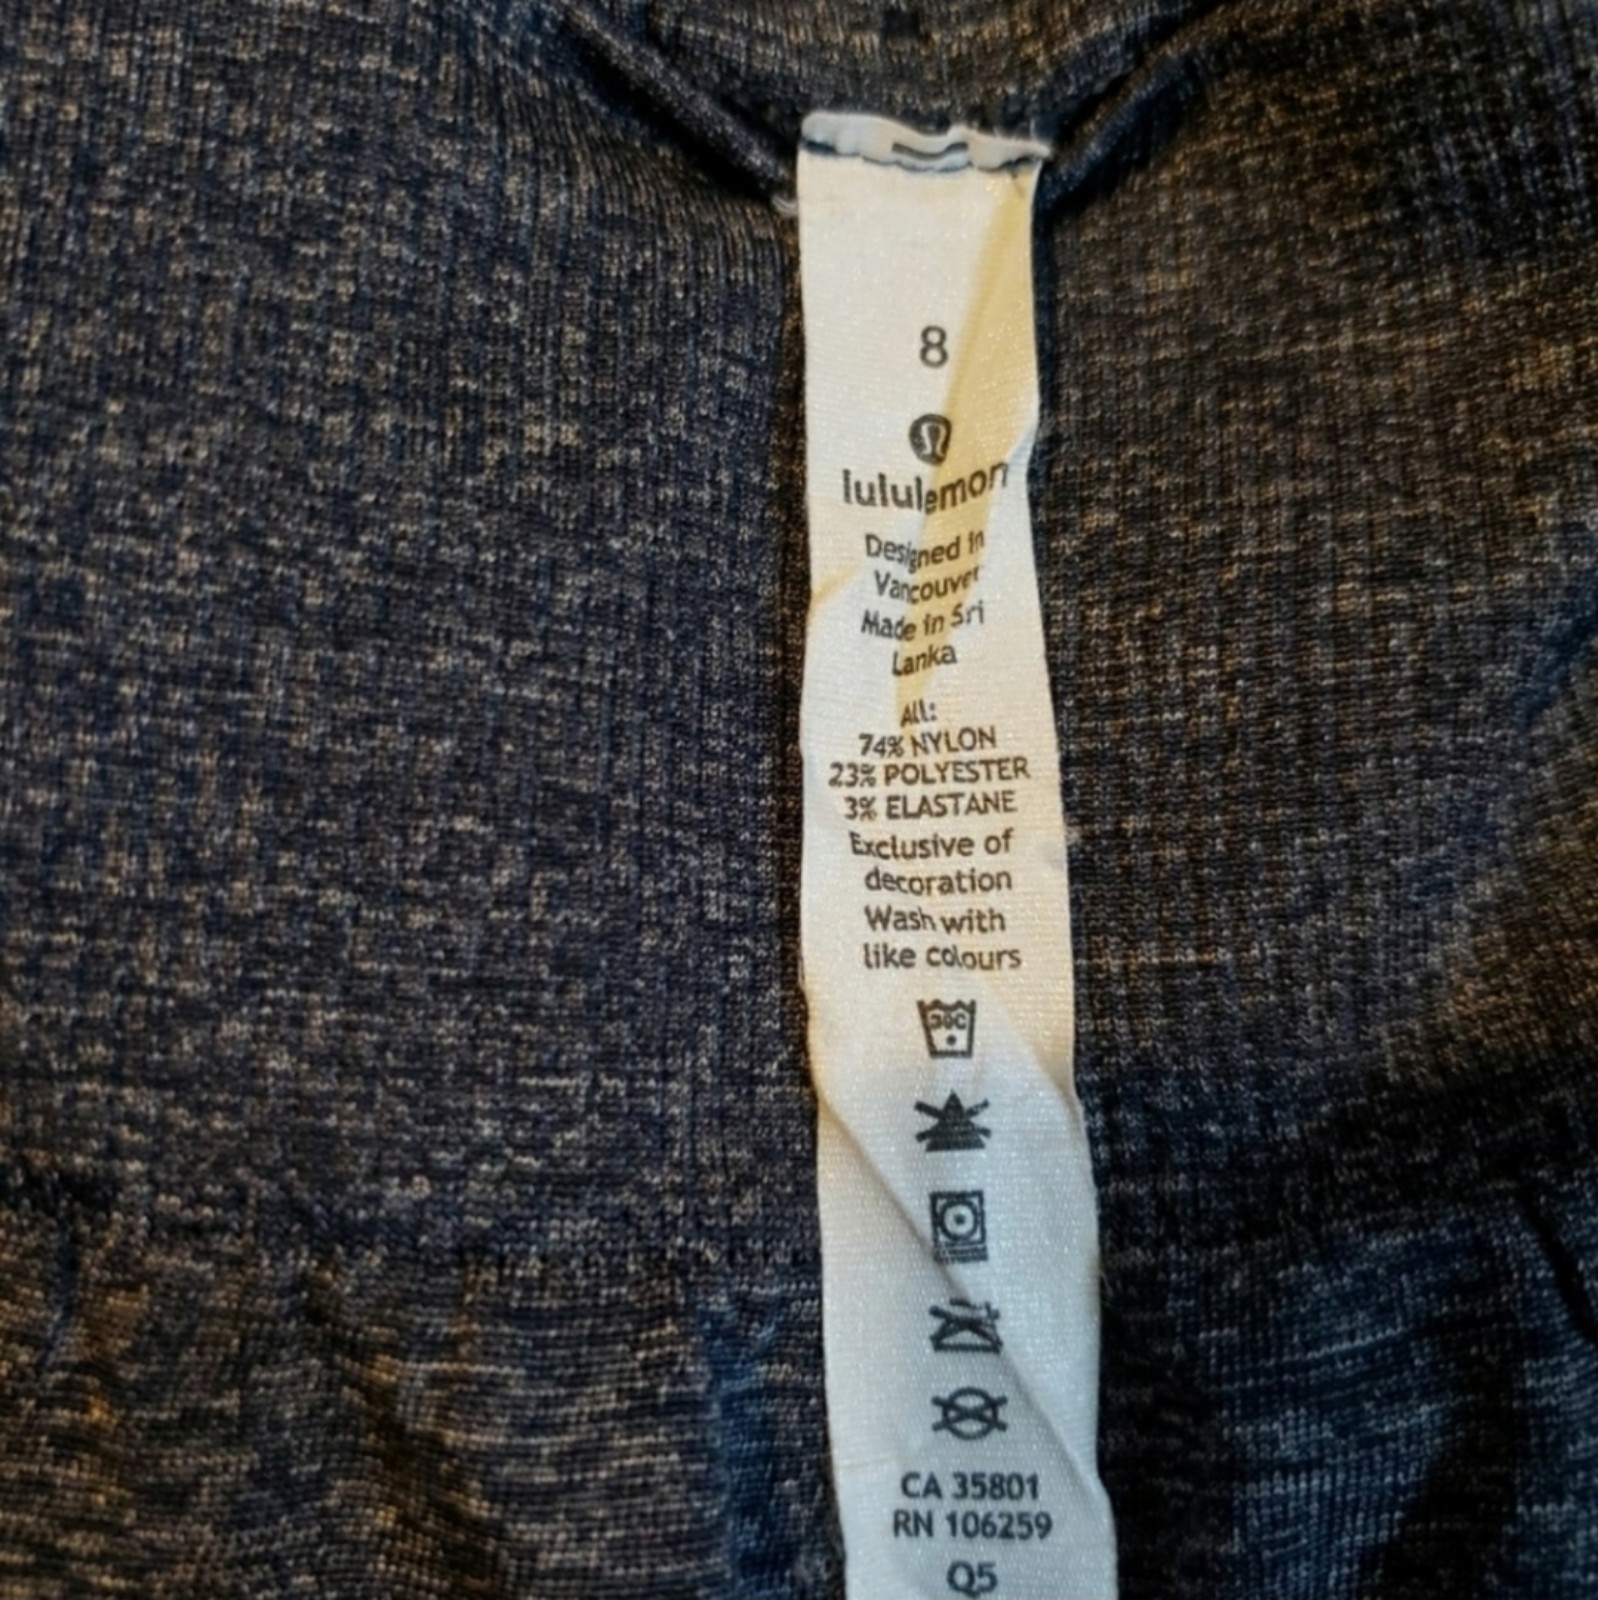 8
lululemon
Designed in
Vancouver
Made in Sri
Lanka
All:
74% NYLON
23% POLYESTER
3% ELASTANE
Exclusive of
decoration
Wash with
like colours
30C
CA 35801
RN 106259
Q5